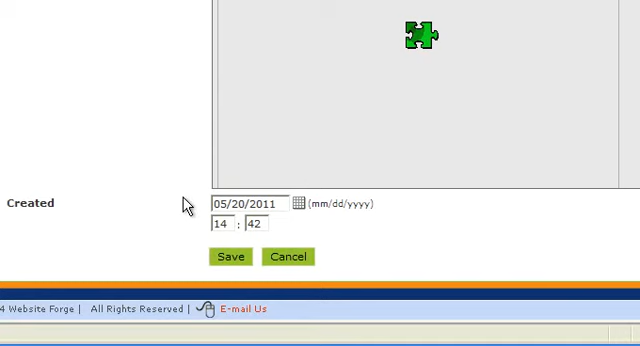 Created 05/20/2011 (mm/dd/yyyy)
14 : 42
Save Cancel
4 Website Forge | All Rights Reserved | E-mail Us